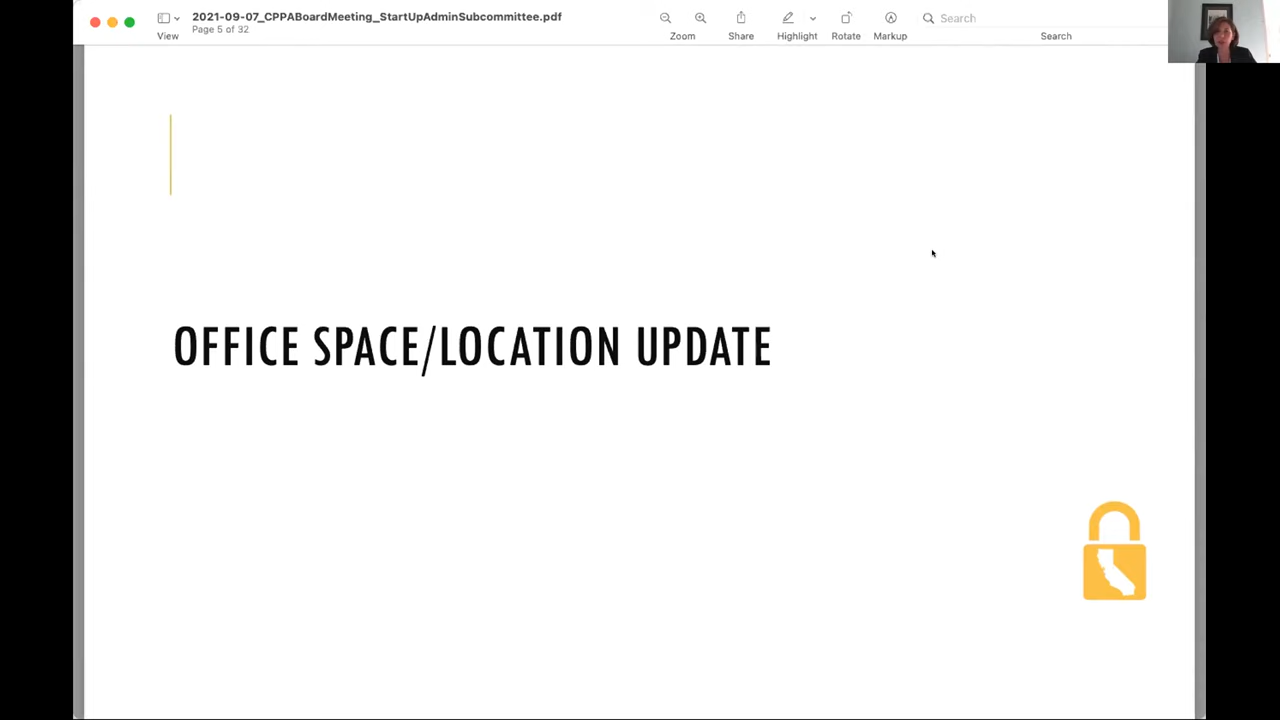 2021-09-07_CPPABoardMeeting_StartUpAdminSubcommittee.pdf
Page 5 of 32
View
Zoom
Share
Highlight
Rotate
Markup
Search
Search
OFFICE SPACE/LOCATION UPDATE